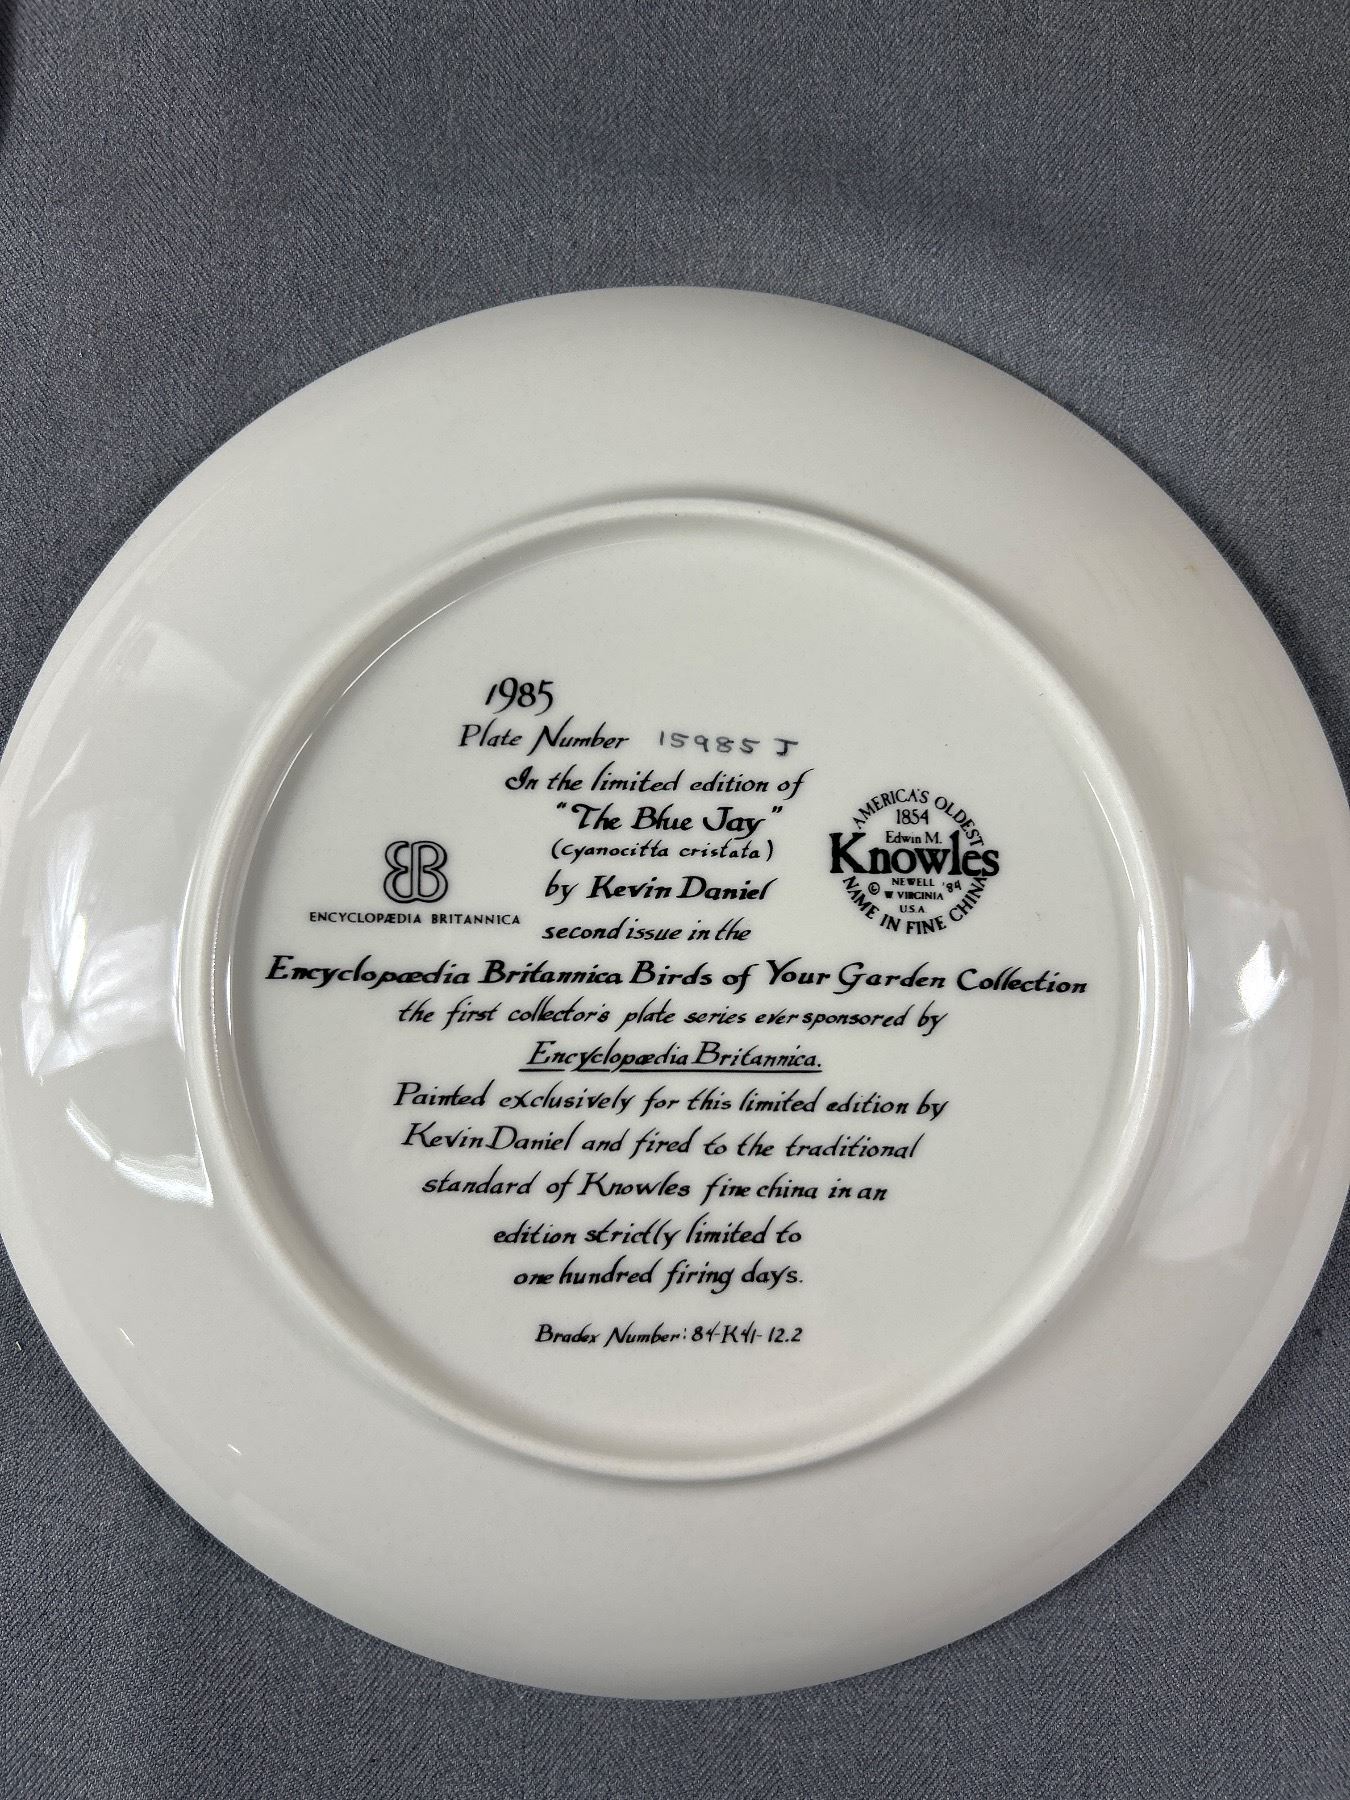 1985
Plate Number 15985 J
In the limited edition of
"The Blue Jay"
(Cyanocitta cristata)
by Kevin Daniel
second issue in the
Encyclopædia Britannica Birds of Your Garden Collection
the first collector's plate series ever sponsored by
Encyclopædia Britannica.
Painted exclusively for this limited edition by
Kevin Daniel and fired to the traditional
standard of Knowles fine china in an
edition strictly limited to
one hundred firing days.
Bradex Number: 84-K41-12.2
EB
ENCYCLOPÆDIA BRITANNICA
AMERICA'S OLDEST
1854
Edwin M.
Knowles
NEWELL
© W VIRGINIA '84
U.S.A
NAME IN FINE CHINA